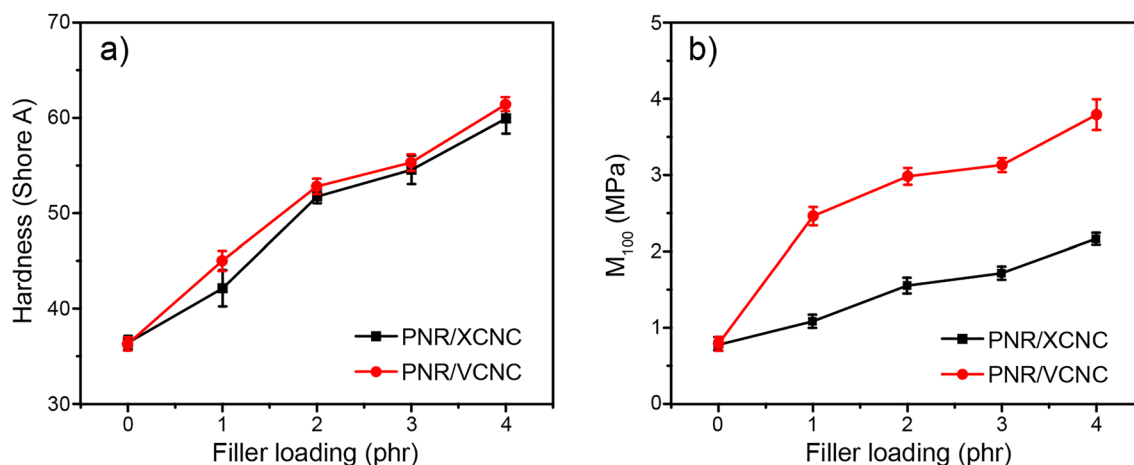 a)
Hardness (Shore A)
70
60
50
40
30
PNR/XCNC
PNR/VCNC
0 1 2 3 4
Filler loading (phr)
b)
M₁₀₀ (MPa)
5
4
3
2
1
0
PNR/XCNC
PNR/VCNC
0 1 2 3 4
Filler loading (phr)